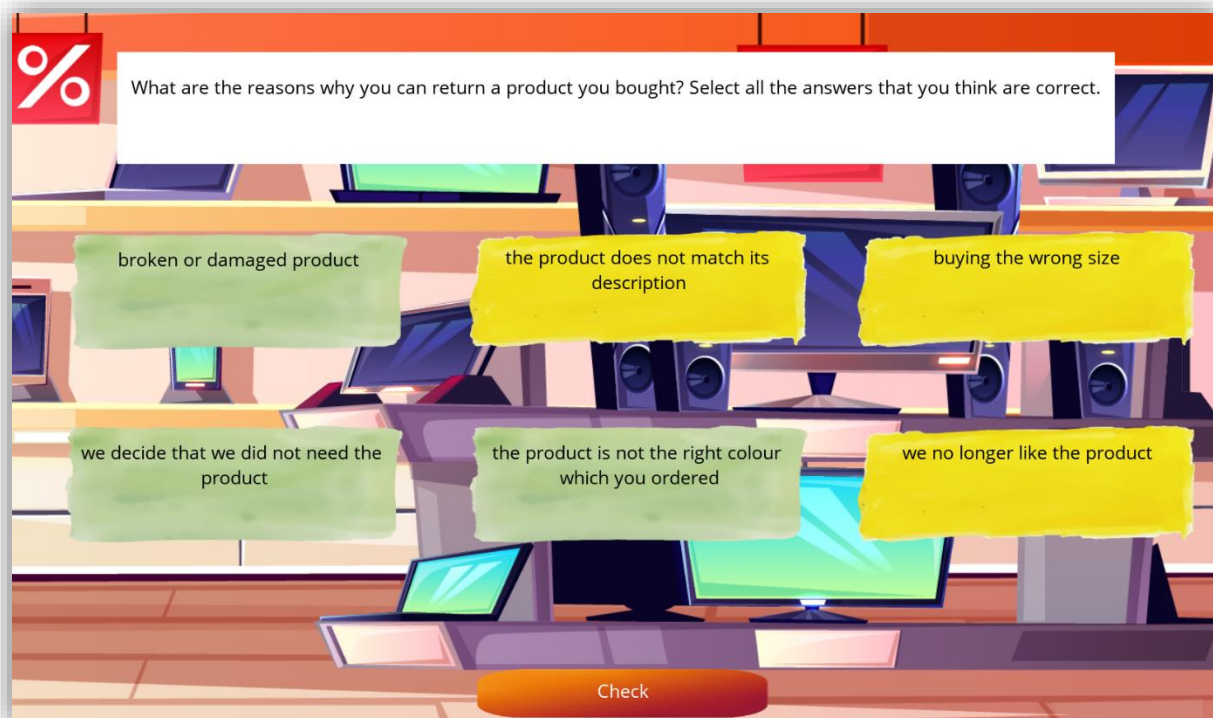 %
What are the reasons why you can return a product you bought? Select all the answers that you think are correct.
broken or damaged product
the product does not match its
description
buying the wrong size
we decide that we did not need the
product
the product is not the right colour
which you ordered
we no longer like the product
Check